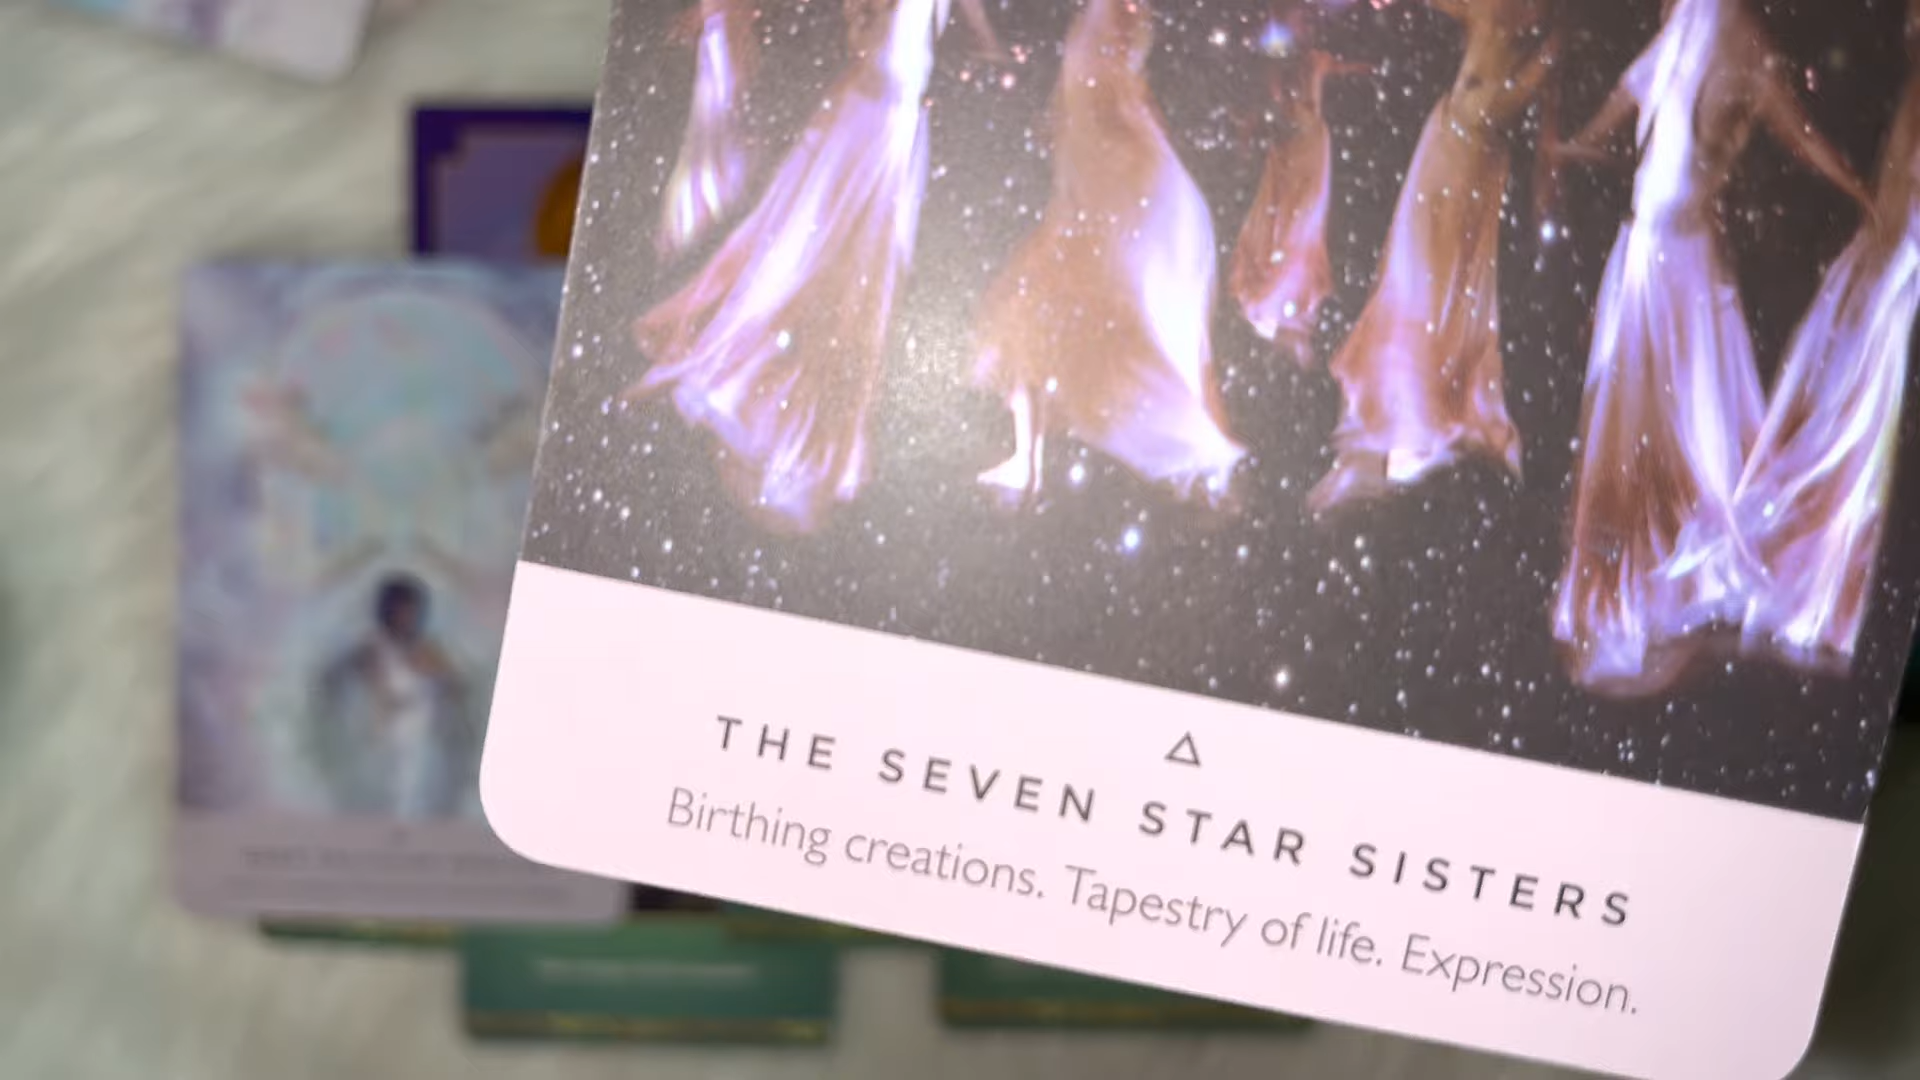 THE SEVEN STAR SISTERS
Birthing creations. Tapestry of life. Expression.